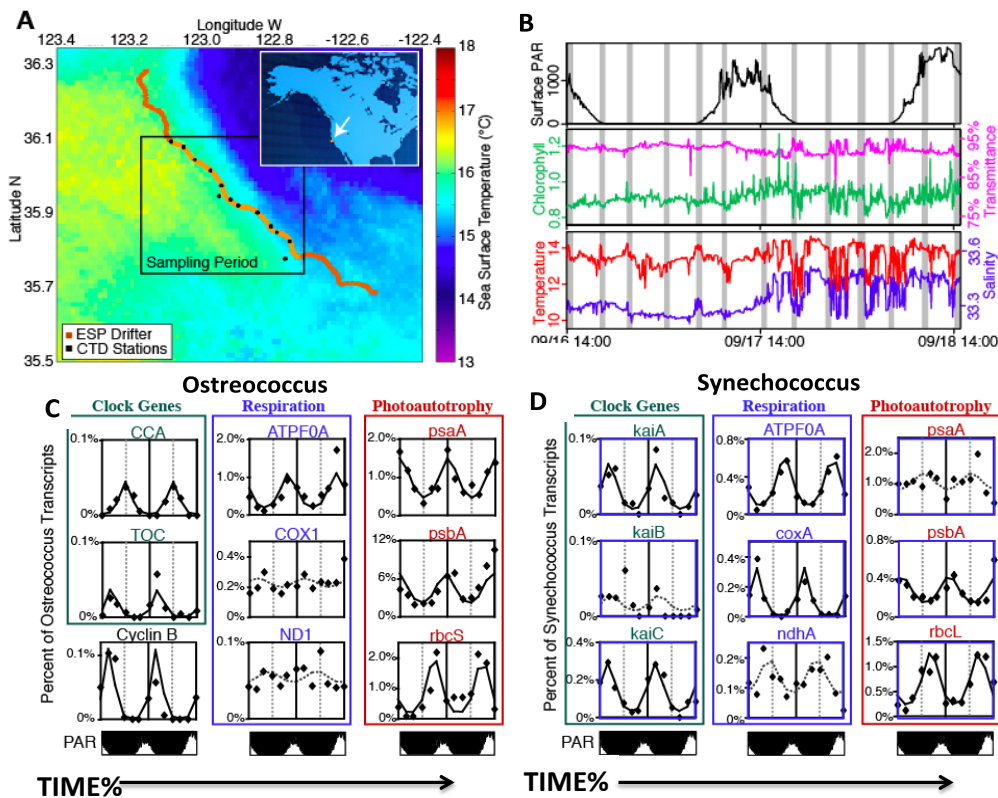 A
Longitude W
123.4 123.2 123.0 122.8 122.6 122.4
Latitude N
36.3
36.1
35.9
35.7
35.5
Sampling Period
ESP Drifter
CTD Stations
18
17
16
15
14
13
Sea Surface Temperature (°C)
B
Surface PAR
0 1000
Chlorophyll
0.8 1.0 1.2
75% 85% 95%
Transmittance
Temperature
10 12 14
33.3 33.6
Salinity
09/16 14:00 09/17 14:00 09/18 14:00
Ostreococcus
C
Clock Genes Respiration Photoautotrophy
Percent of Ostreococcus Transcripts
CCA ATPF0A psaA
0.1% 2.0% 2.0%
1.0% 1.0%
0% 0% 0%
TOC COX1 psbA
0.1% 0.4% 12%
0.2% 6%
0% 0% 0%
Cyclin B ND1 rbcS
0.1% 0.1% 2.0%
1.0%
0% 0% 0%
PAR
TIME%
Synechococcus
D
Clock Genes Respiration Photoautotrophy
Percent of Synechococcus Transcripts
kaiA ATPF0A psaA
0.1% 0.8% 2.0%
0.4% 1.0%
0% 0% 0%
kaiB coxA psbA
0.1% 0.4% 0.8%
0.2% 0.4%
0% 0% 0%
kaiC ndhA rbcL
0.4% 0.2% 1.5%
0.2% 0.1% 1.0%
0.5%
0% 0% 0%
PAR
TIME%